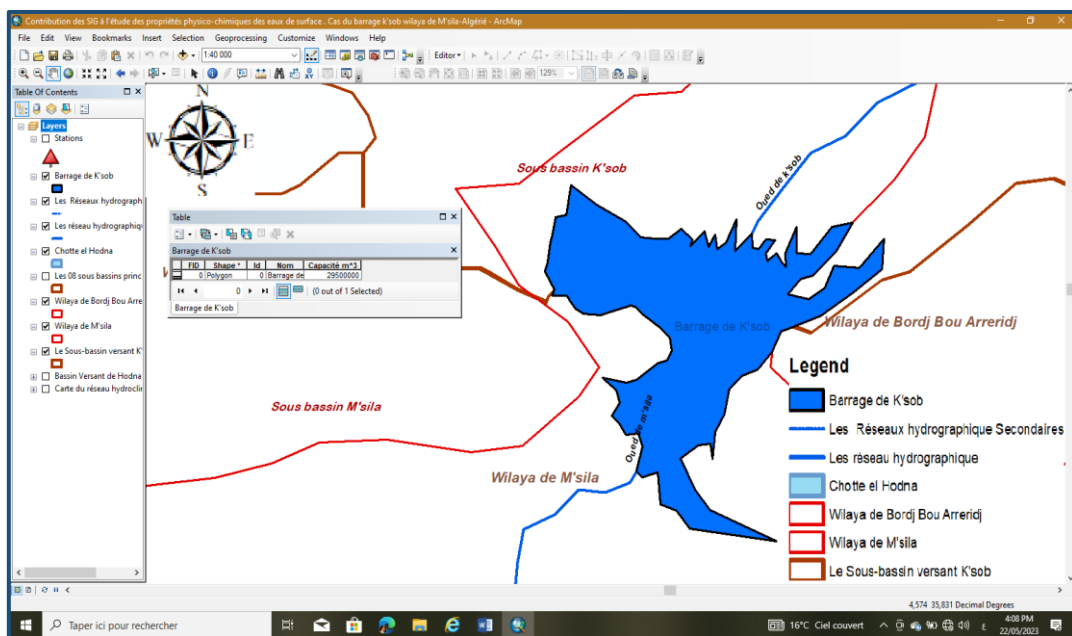 Contribution des SIG à l'étude des propriétés physico-chimiques des eaux de surface . Cas du barrage k'sob wilaya de M'sila-Algérié - ArcMap
File Edit View Bookmarks Insert Selection Geoprocessing Customize Windows Help
1:40 000
Editor
129%
Table Of Contents
Layers
Stations
Barrage de K'sob
Les Réseaux hydrograph
Les réseau hydrographique
Chotte el Hodna
Les 08 sous bassins princ
Wilaya de Bordj Bou Arre
Wilaya de M'sila
Le Sous-bassin versant K'
Bassin Versant de Hodna
Carte du réseau hydroclir
N
W E
S
Sous bassin K'sob
Oued de k'sob
Table
Barrage de K'sob
FID Shape * Id Nom Capacité m^3
0 Polygon 0 Barrage de 29500000
0 (0 out of 1 Selected)
Barrage de K'sob
Barrage de K'sob
Wilaya de Bordj Bou Arreridj
Sous bassin M'sila
Oued de m'sila
Wilaya de M'sila
Legend
Barrage de K'sob
Les Réseaux hydrographique Secondaires
Les réseau hydrographique
Chotte el Hodna
Wilaya de Bordj Bou Arreridj
Wilaya de M'sila
Le Sous-bassin versant K'sob
4,574 35,831 Decimal Degrees
Taper ici pour rechercher
16°C Ciel couvert
ع
4:08 PM
22/05/2023